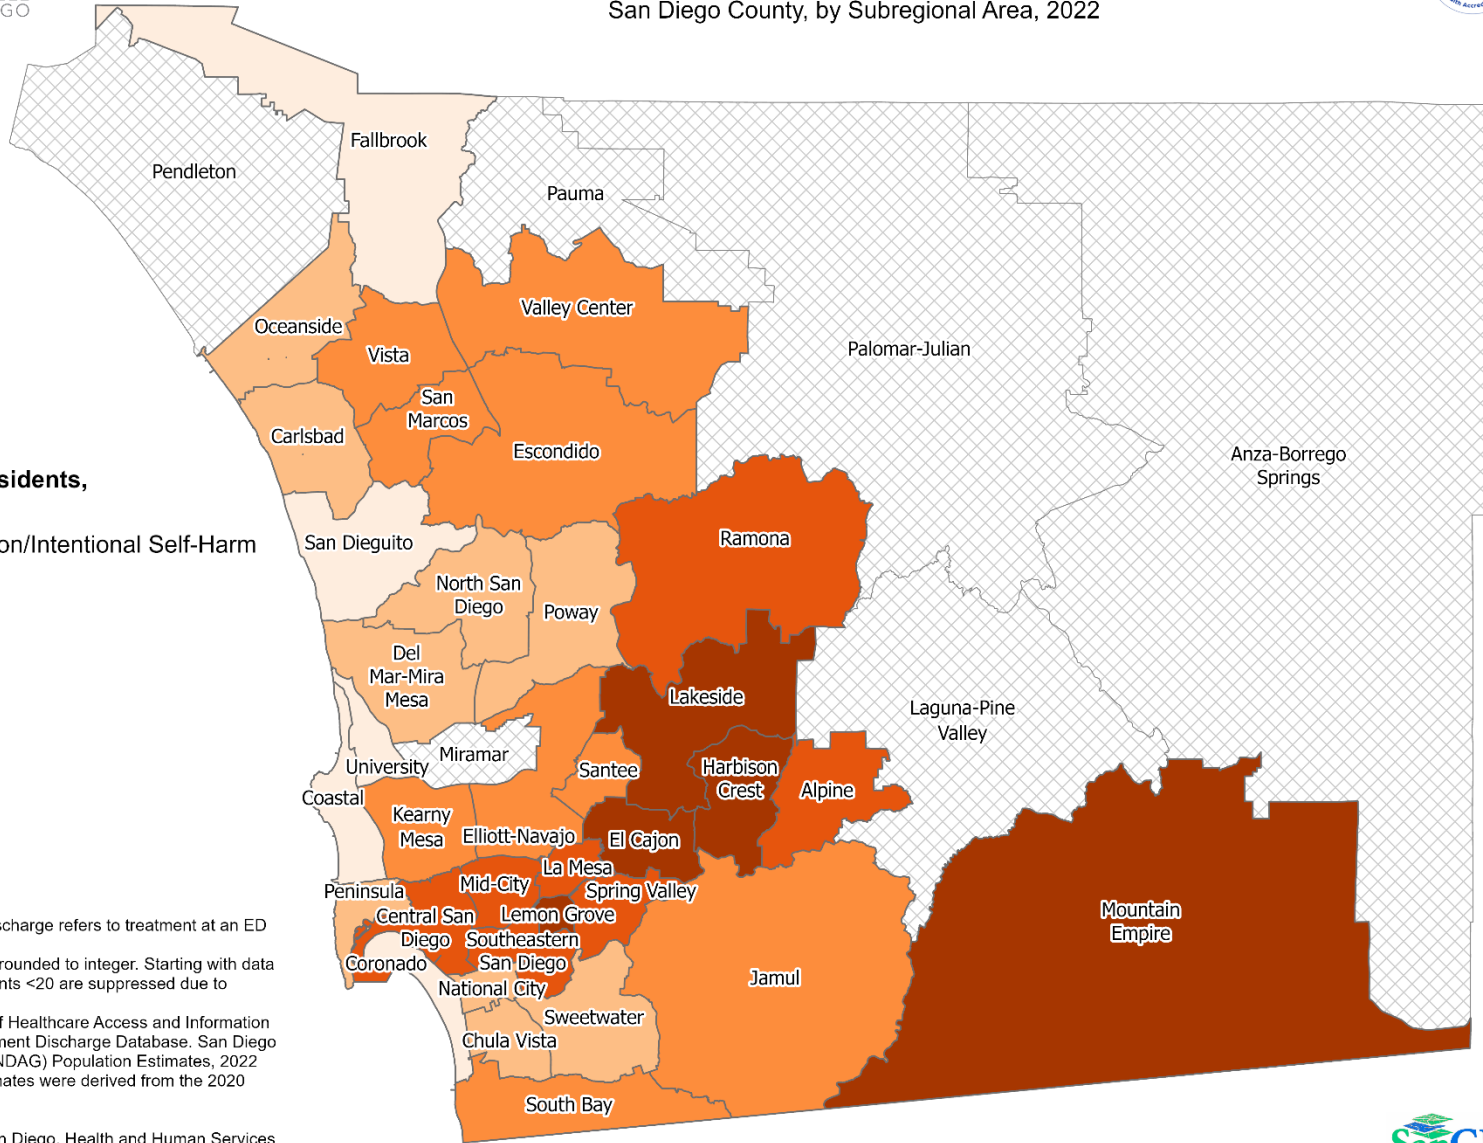 GO
San Diego County, by Subregional Area, 2022
Fallbrook
Pendleton
Pauma
Valley Center
Oceanside
Vista
Palomar-Julian
San
Marcos
Carlsbad
Escondido
Anza-Borrego
Springs
sidents,
on/Intentional Self-Harm
San Dieguito
Ramona
North San
Diego
Poway
Del
Mar-Mira
Mesa
Lakeside
Laguna-Pine
Valley
Miramar
University
Santee
Harbison
Crest
Alpine
Coastal
Kearny
Mesa
Elliott-Navajo
El Cajon
La Mesa
Mid-City
Spring Valley
Peninsula
Central San
Diego
Lemon Grove
Mountain
Empire
Southeastern
San Diego
Coronado
Jamul
National City
Sweetwater
Chula Vista
South Bay
scharge refers to treatment at an ED
rounded to integer. Starting with data
nts <20 are suppressed due to
f Healthcare Access and Information
ment Discharge Database. San Diego
NDAG) Population Estimates, 2022
nates were derived from the 2020
n Diego, Health and Human Services